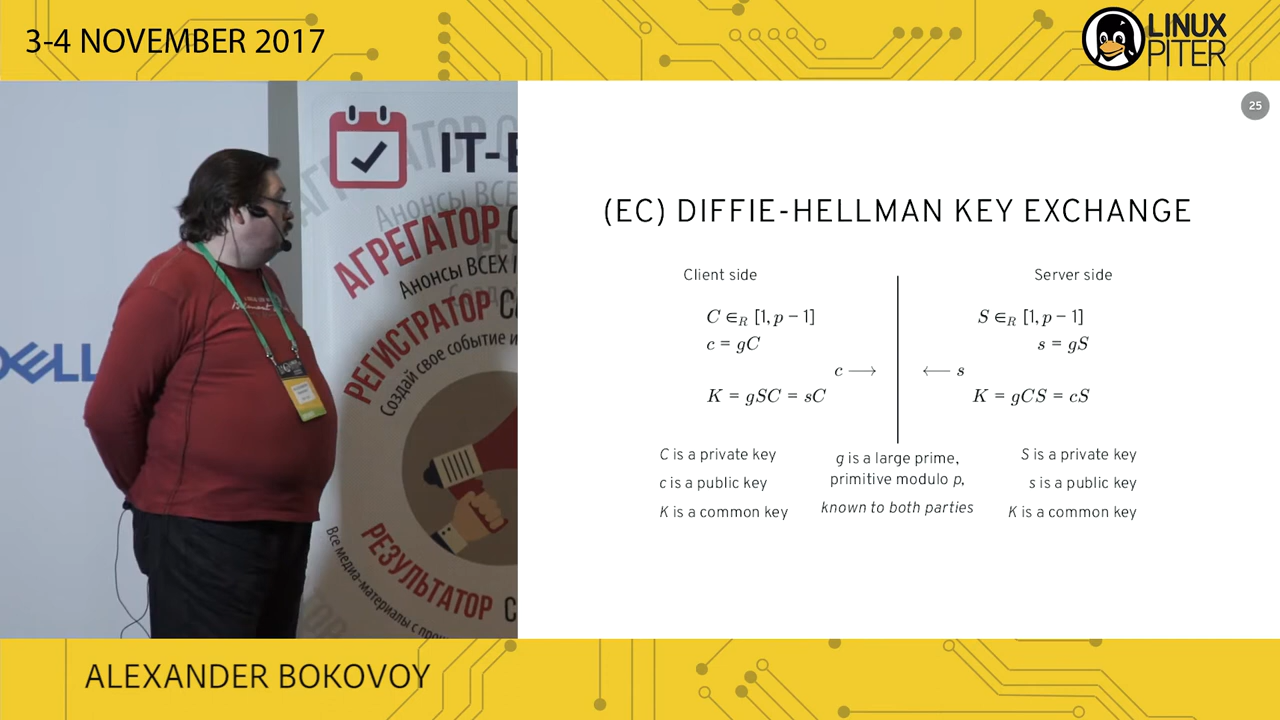 3-4 NOVEMBER 2017
LINUX
PITER
DELL
IT-
АГРЕГАТОР
Анонсы ВСЕХ
РЕГИСТРАТОР
Создай свое событие и
РЕЗУЛЬТАТОР
Все медиа-материалы с
25
(EC) DIFFIE-HELLMAN KEY EXCHANGE
Client side
Server side
C ∈R [1, p − 1]
S ∈R [1, p − 1]
c = gC
s = gS
c ⟶
⟵ s
K = gSC = sC
K = gCS = cS
C is a private key
c is a public key
K is a common key
g is a large prime,
primitive modulo p,
known to both parties
S is a private key
s is a public key
K is a common key
ALEXANDER BOKOVOY